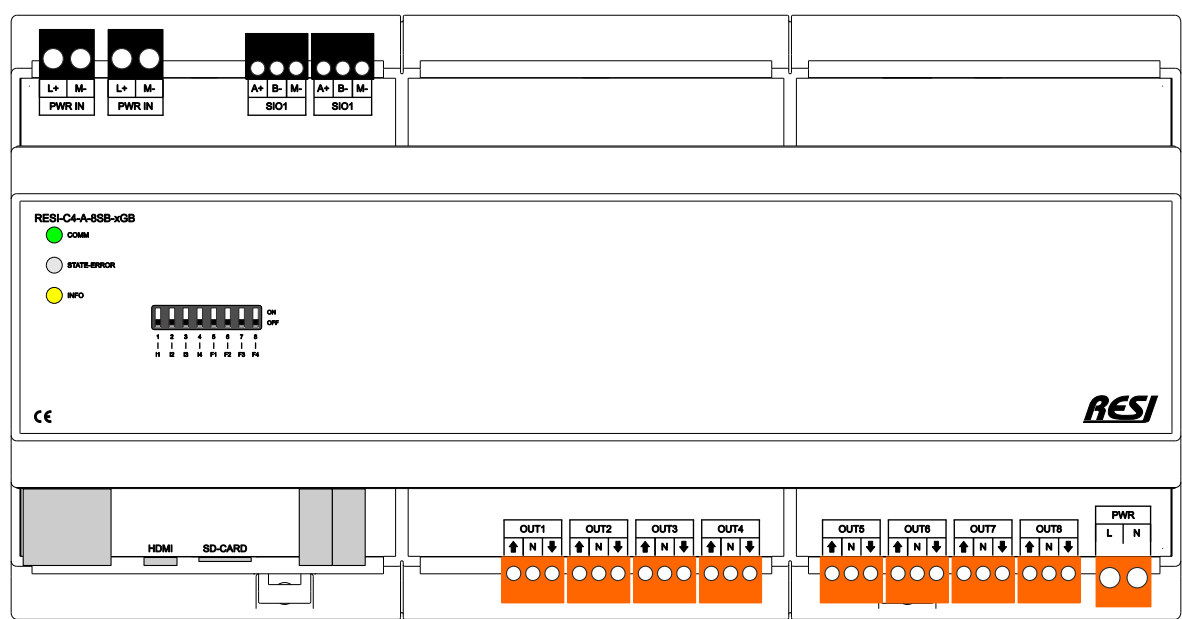 L+ M- L+ M- A+ B- M- A+ B- M-
PWR IN PWR IN SIO1 SIO1
RESI-C4-A-8SB-xGB
COMM
STATE-ERROR
INFO
ON
OFF
1 2 3 4 5 6 7 8
I1 I2 I3 I4 F1 F2 F3 F4
CE
RESI
HDMI SD-CARD
OUT1 OUT2 OUT3 OUT4 OUT5 OUT6 OUT7 OUT8 PWR
N N N N N N N N L N